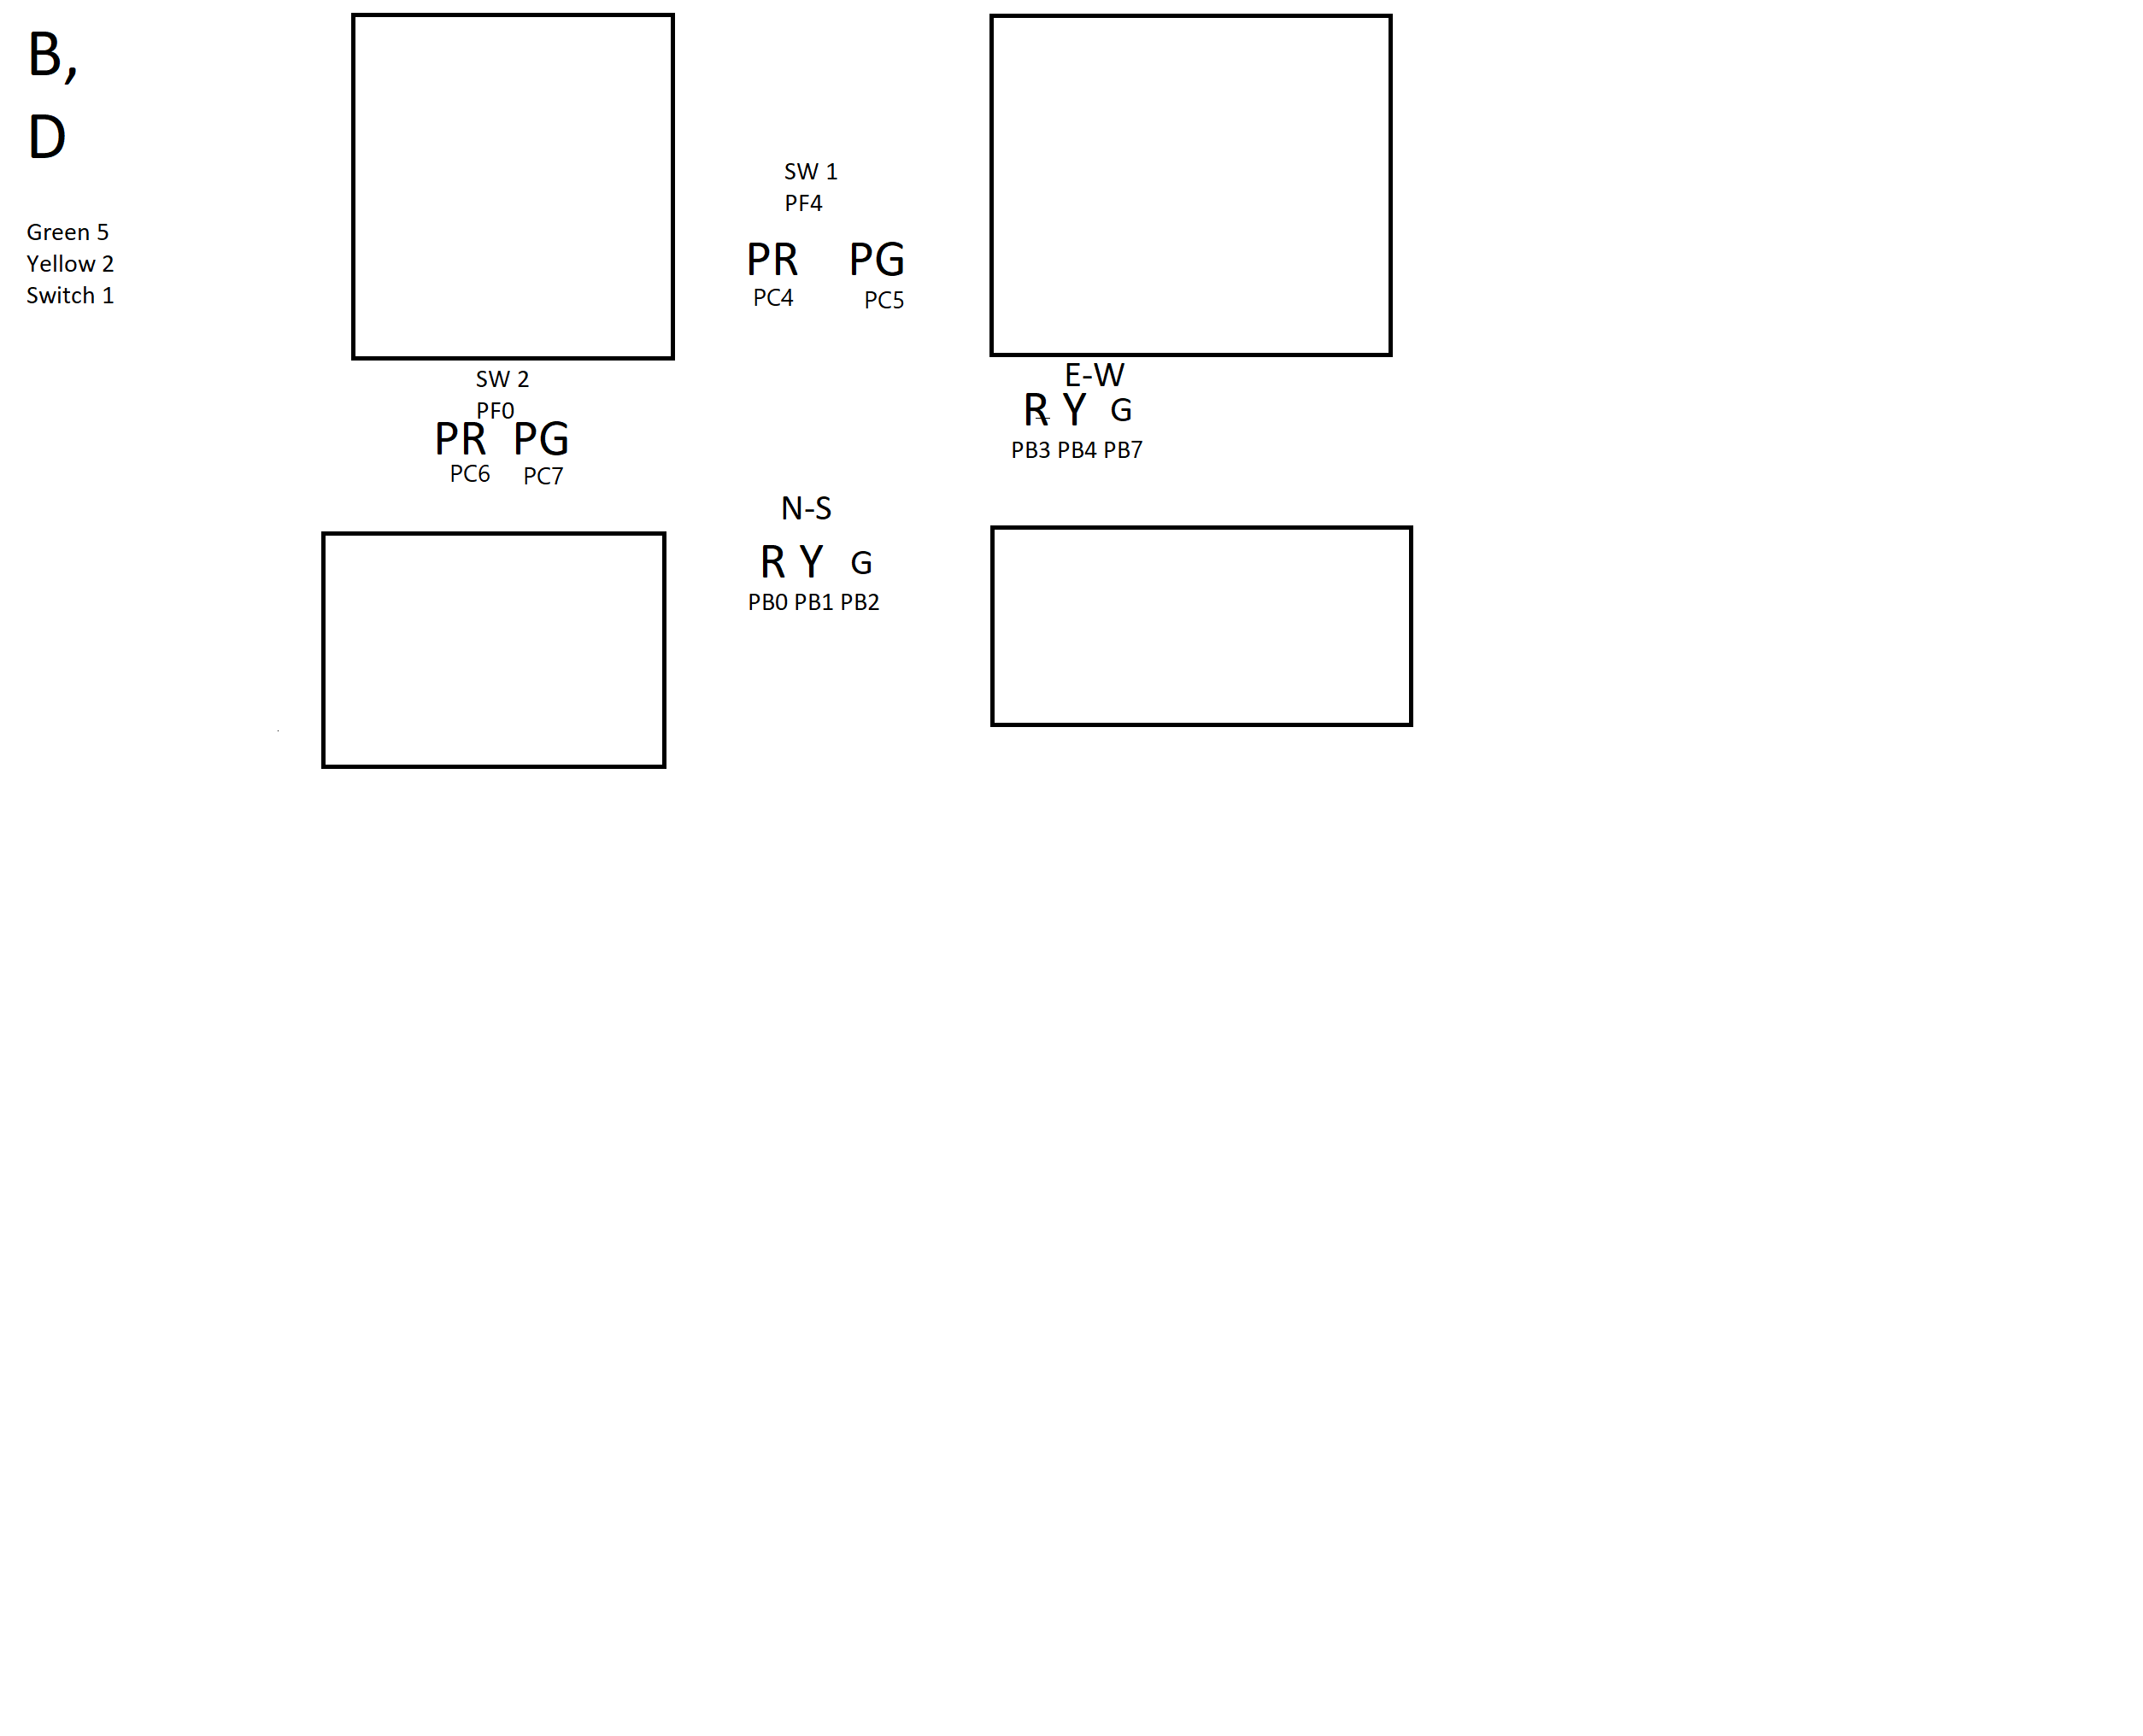 B,
D
Green 5
Yellow 2
Switch 1
SW 1
PF4
PR PG
PC4 PC5
SW 2
PF0
PR PG
PC6 PC7
E-W
R Y G
PB3 PB4 PB7
N-S
R Y G
PB0 PB1 PB2